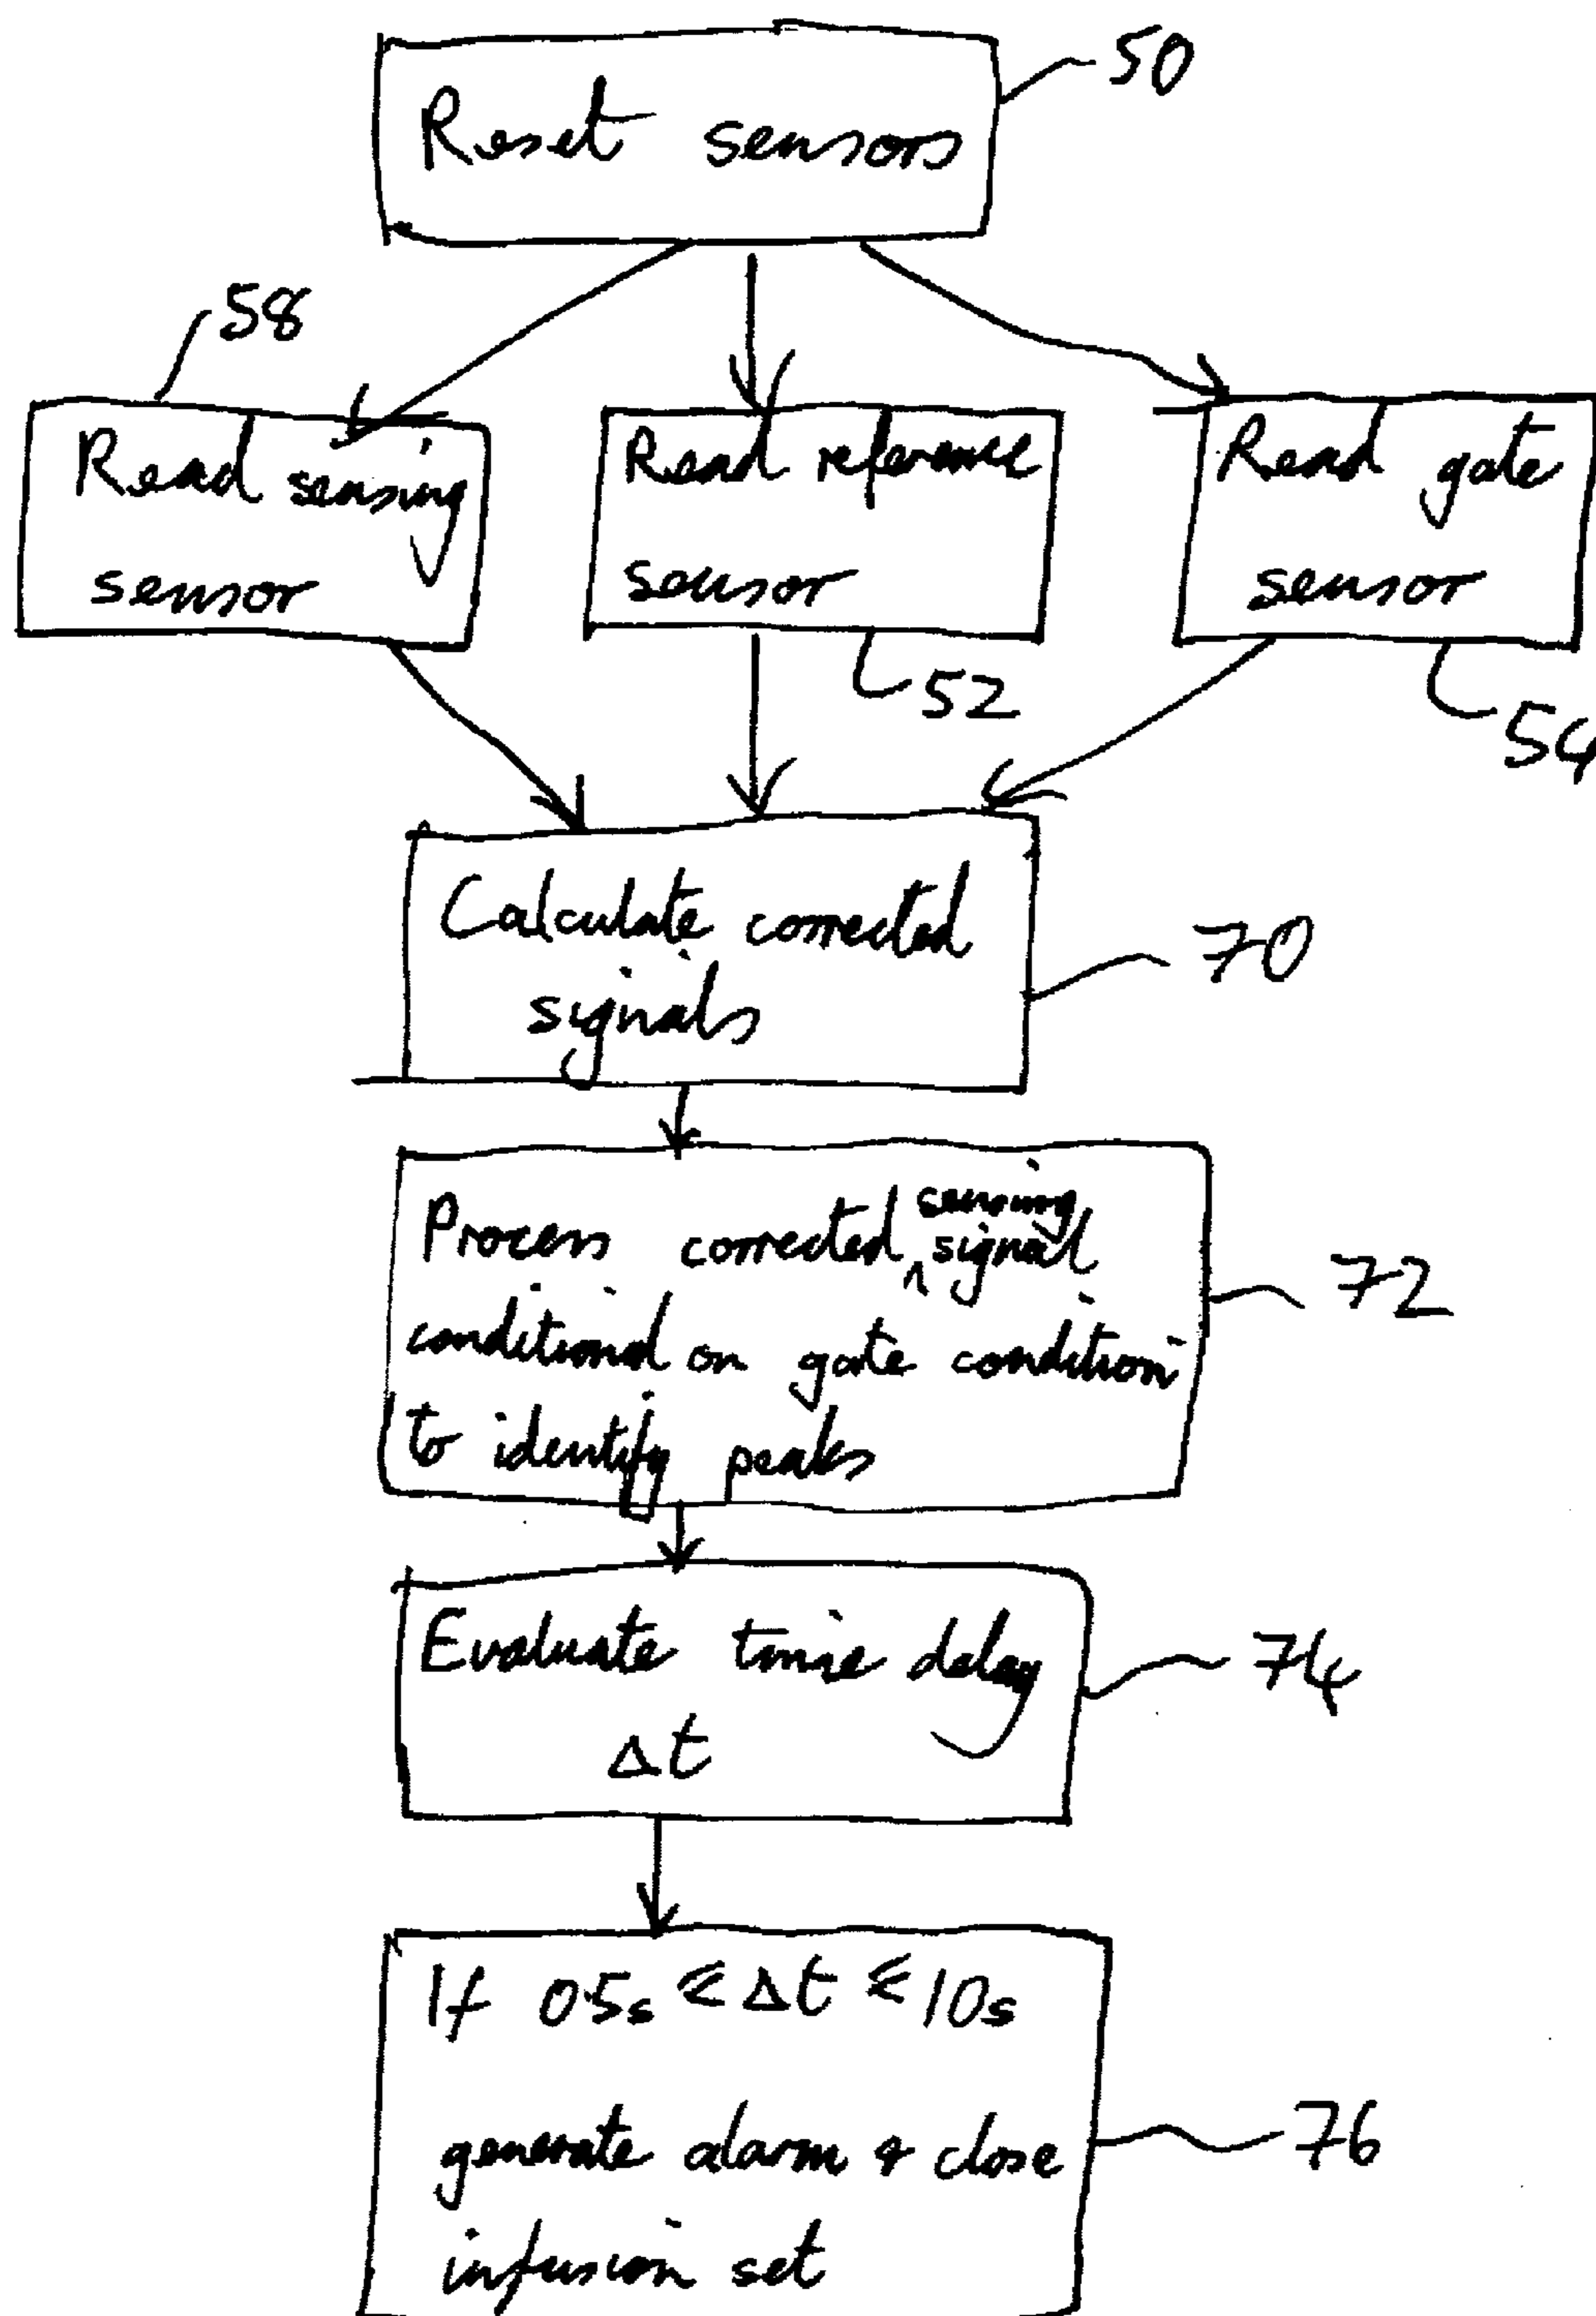 50
Reset sensors
58
Read sensing
sensor
Read reference
sensor
52
Read gate
sensor
54
Calculate corrected
signals
70
sensing
Process corrected ^ signal
conditional on gate condition
to identify peaks
72
Evaluate time delay
Δt
74
If 0.5s ≤ Δt ≤ 10s
generate alarm & close
infusion set
76